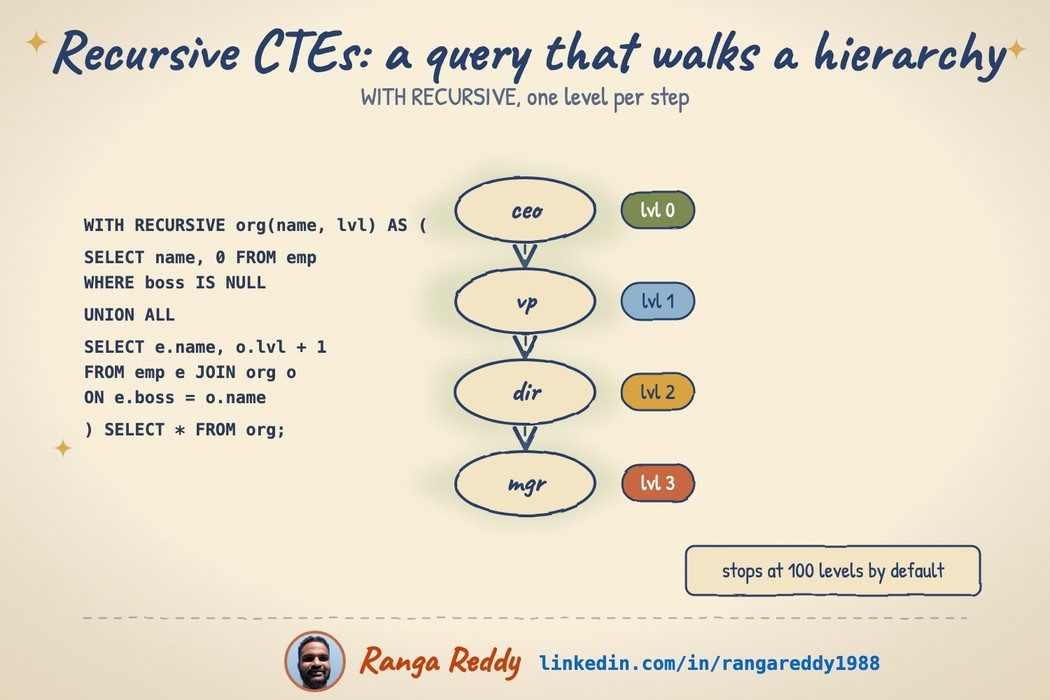 Recursive CTEs: a query that walks a hierarchy
WITH RECURSIVE, one level per step
WITH RECURSIVE org(name, lvl) AS (
SELECT name, 0 FROM emp
WHERE boss IS NULL
UNION ALL
SELECT e.name, o.lvl + 1
FROM emp e JOIN org o
ON e.boss = o.name
) SELECT * FROM org;
ceo
lvl 0
vp
lvl 1
dir
lvl 2
mgr
lvl 3
stops at 100 levels by default
Ranga Reddy linkedin.com/in/rangareddy1988